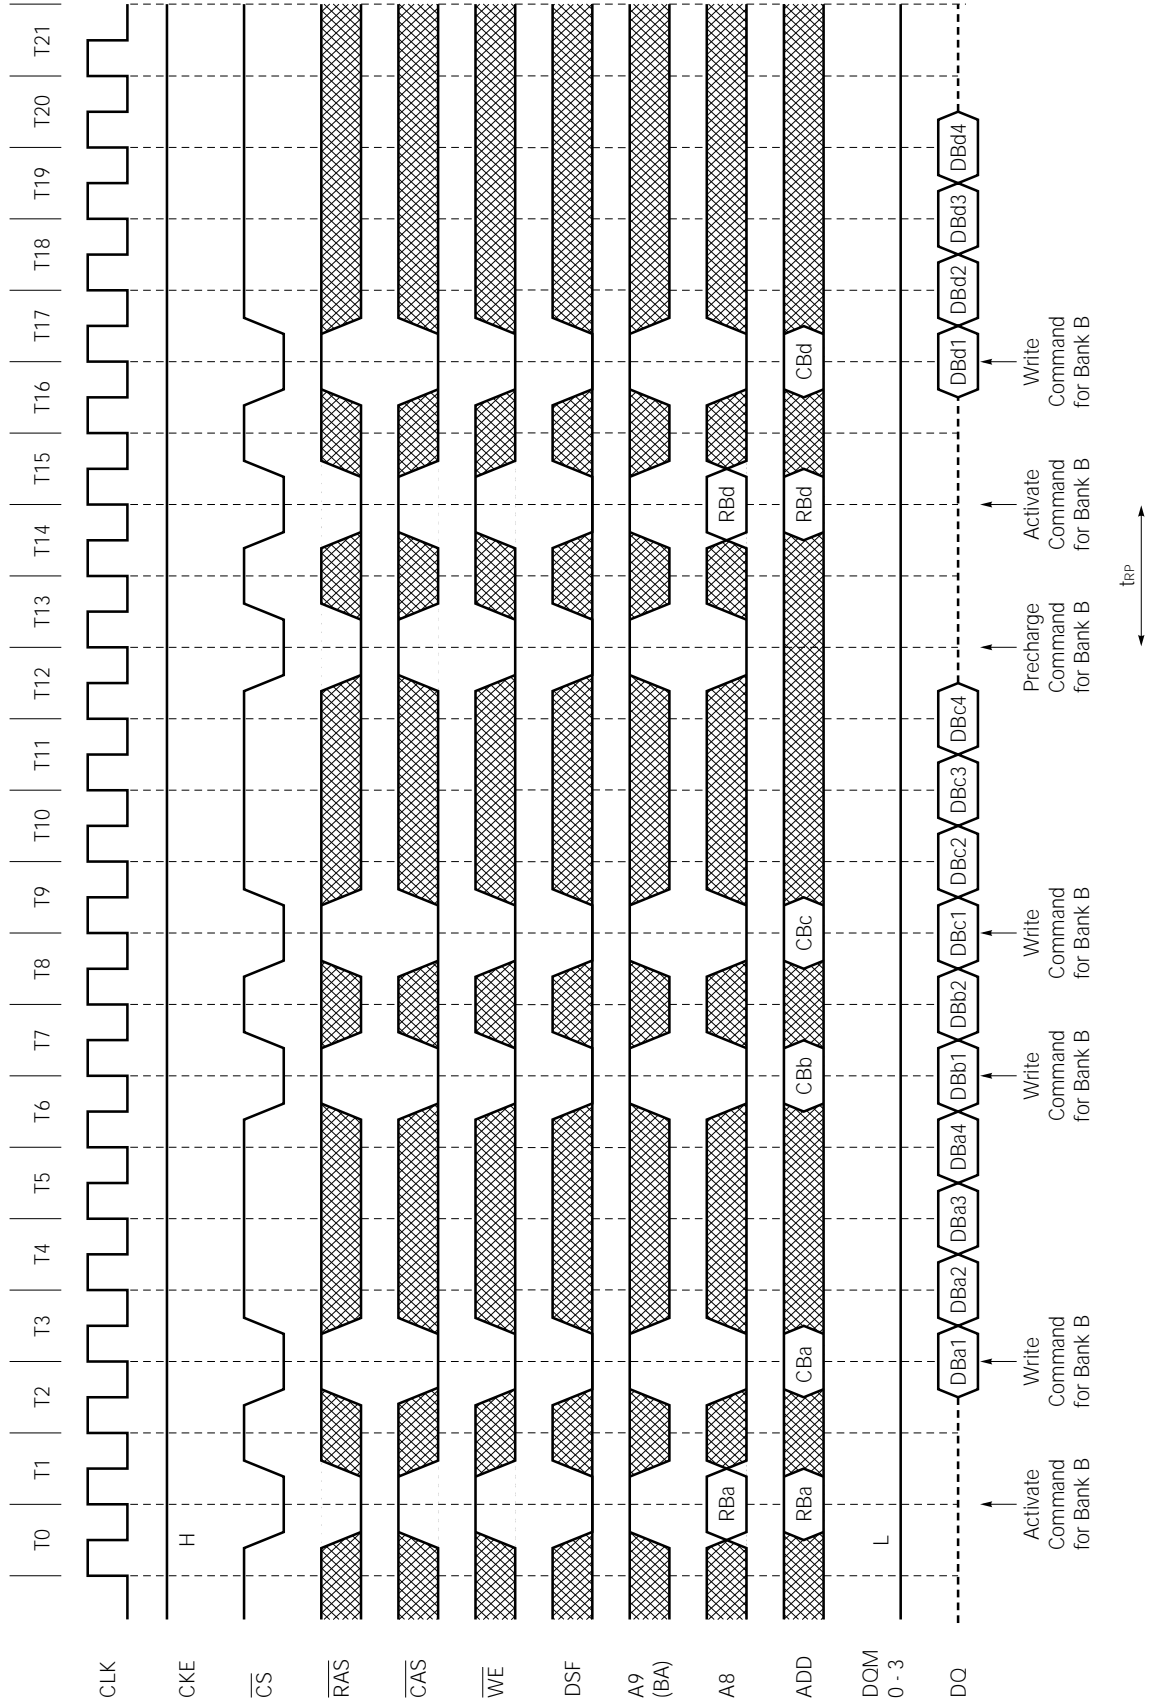 T0 T1 T2 T3 T4 T5 T6 T7 T8 T9 T10 T11 T12 T13 T14 T15 T16 T17 T18 T19 T20 T21
CLK
CKE H
CS
RAS
CAS
WE
DSF
A9
(BA)
A8 RBa RBd
ADD RBa CBa CBb CBc RBd CBd
DQM
0 - 3 L
DQ DBa1 DBa2 DBa3 DBa4 DBb1 DBb2 DBc1 DBc2 DBc3 DBc4 DBd1 DBd2 DBd3 DBd4
Activate
Command
for Bank B
Write
Command
for Bank B
Write
Command
for Bank B
Write
Command
for Bank B
Precharge
Command
for Bank B
Activate
Command
for Bank B
Write
Command
for Bank B
tRP